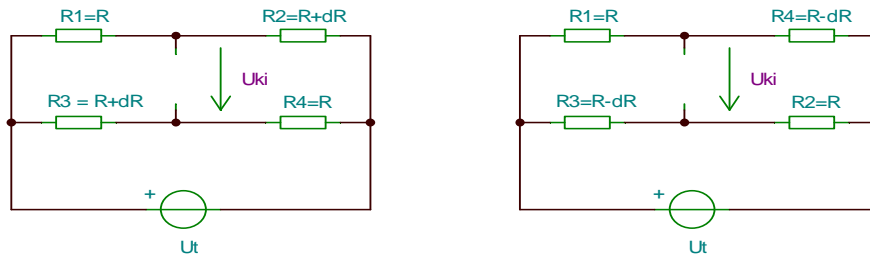 R1=R
R2=R+dR
Uki
R3 = R+dR
R4=R
+
Ut
R1=R
R4=R-dR
Uki
R3=R-dR
R2=R
+
Ut